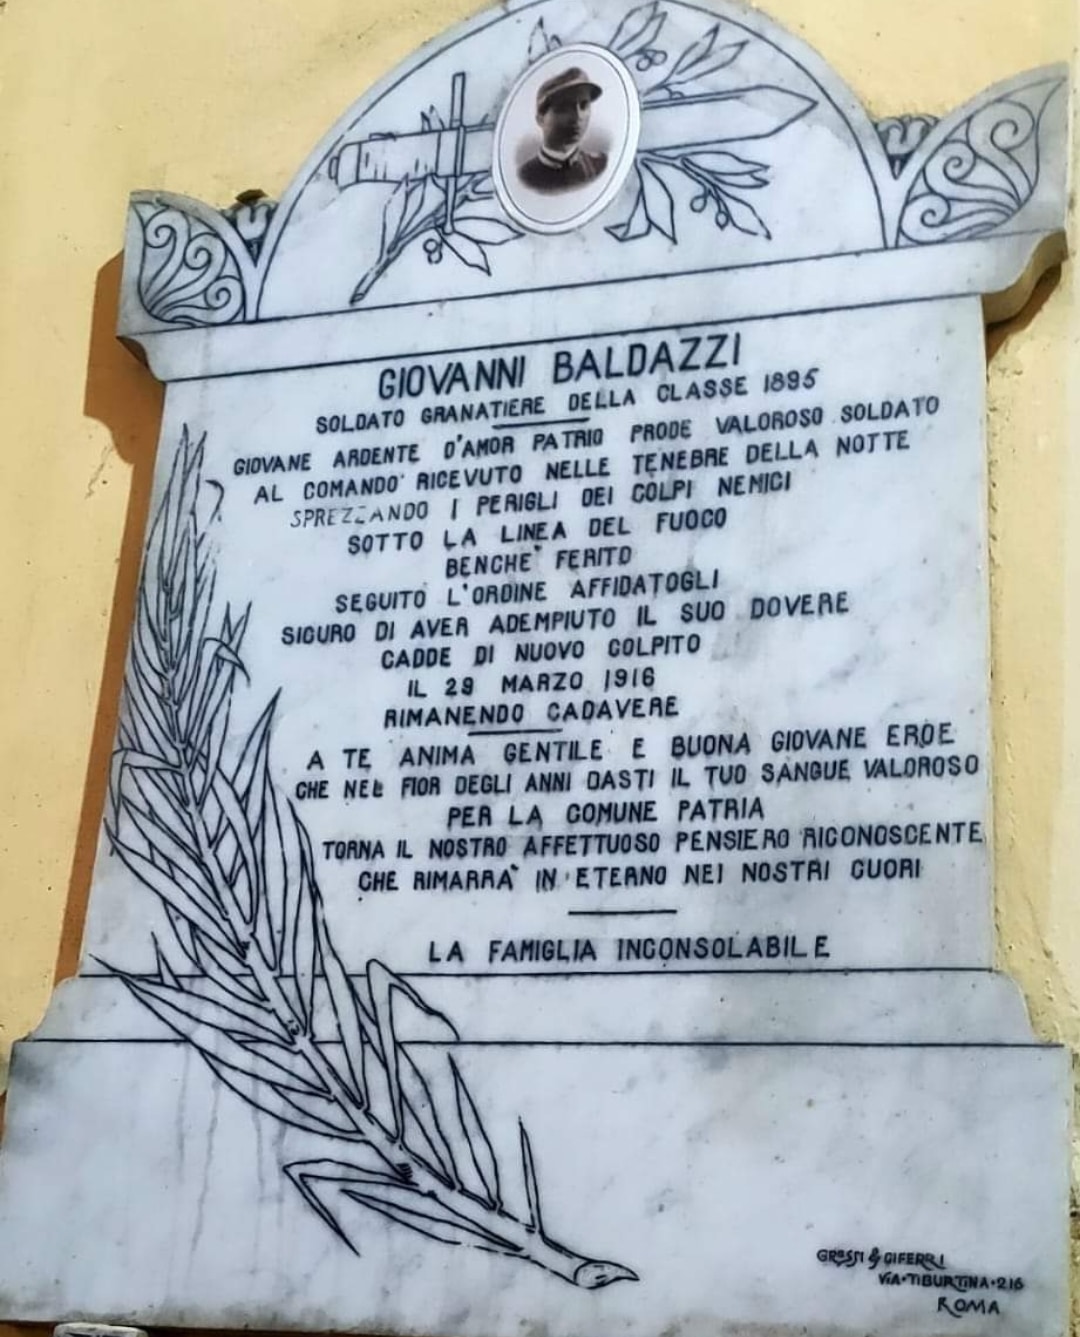 GIOVANNI BALDAZZI
SOLDATO GRANATIERE DELLA CLASSE 1895
GIOVANE ARDENTE D'AMOR PATRIO PRODE VALOROSO SOLDATO
AL COMANDO RICEVUTO NELLE TENEBRE DELLA NOTTE
SPREZZANDO I PERIGLI DEI COLPI NEMICI
SOTTO LA LINEA DEL FUOCO
BENCHE` FERITO
SEGUITO L'ORDINE AFFIDATOGLI
SICURO DI AVER ADEMPIUTO IL SUO DOVERE
CADDE DI NUOVO COLPITO
IL 29 MARZO 1916
RIMANENDO CADAVERE
A TE ANIMA GENTILE E BUONA GIOVANE EROE
CHE NEL FIOR DEGLI ANNI DASTI IL TUO SANGUE VALOROSO
PER LA COMUNE PATRIA
TORNA IL NOSTRO AFFETTUOSO PENSIERO RICONOSCENTE
CHE RIMARRA` IN ETERNO NEI NOSTRI CUORI
LA FAMIGLIA INCONSOLABILE
GROSSI & CIFERRI
VIA·TIBURTINA·216
ROMA